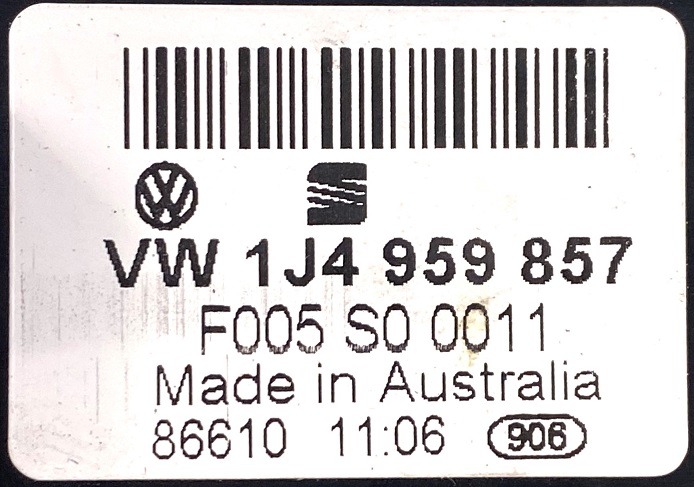 VW 1J4 959 857
F005 S0 0011
Made in Australia
86610 11:06 906